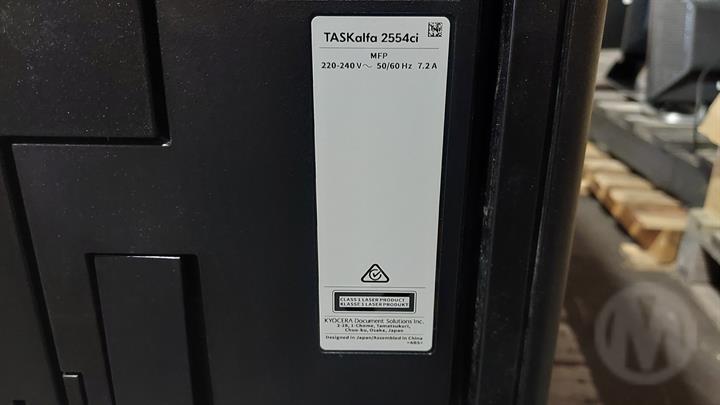 TASKalfa 2554ci
MFP
220-240 V～ 50/60 Hz 7.2 A
CLASS 1 LASER PRODUCT
KLASSE 1 LASER PRODUKT
KYOCERA Document Solutions Inc.
2-28, 1-Chome, Tamatsukuri,
Chuo-ku, Osaka, Japan
Designed in Japan/Assembled in China
>ABS<
M